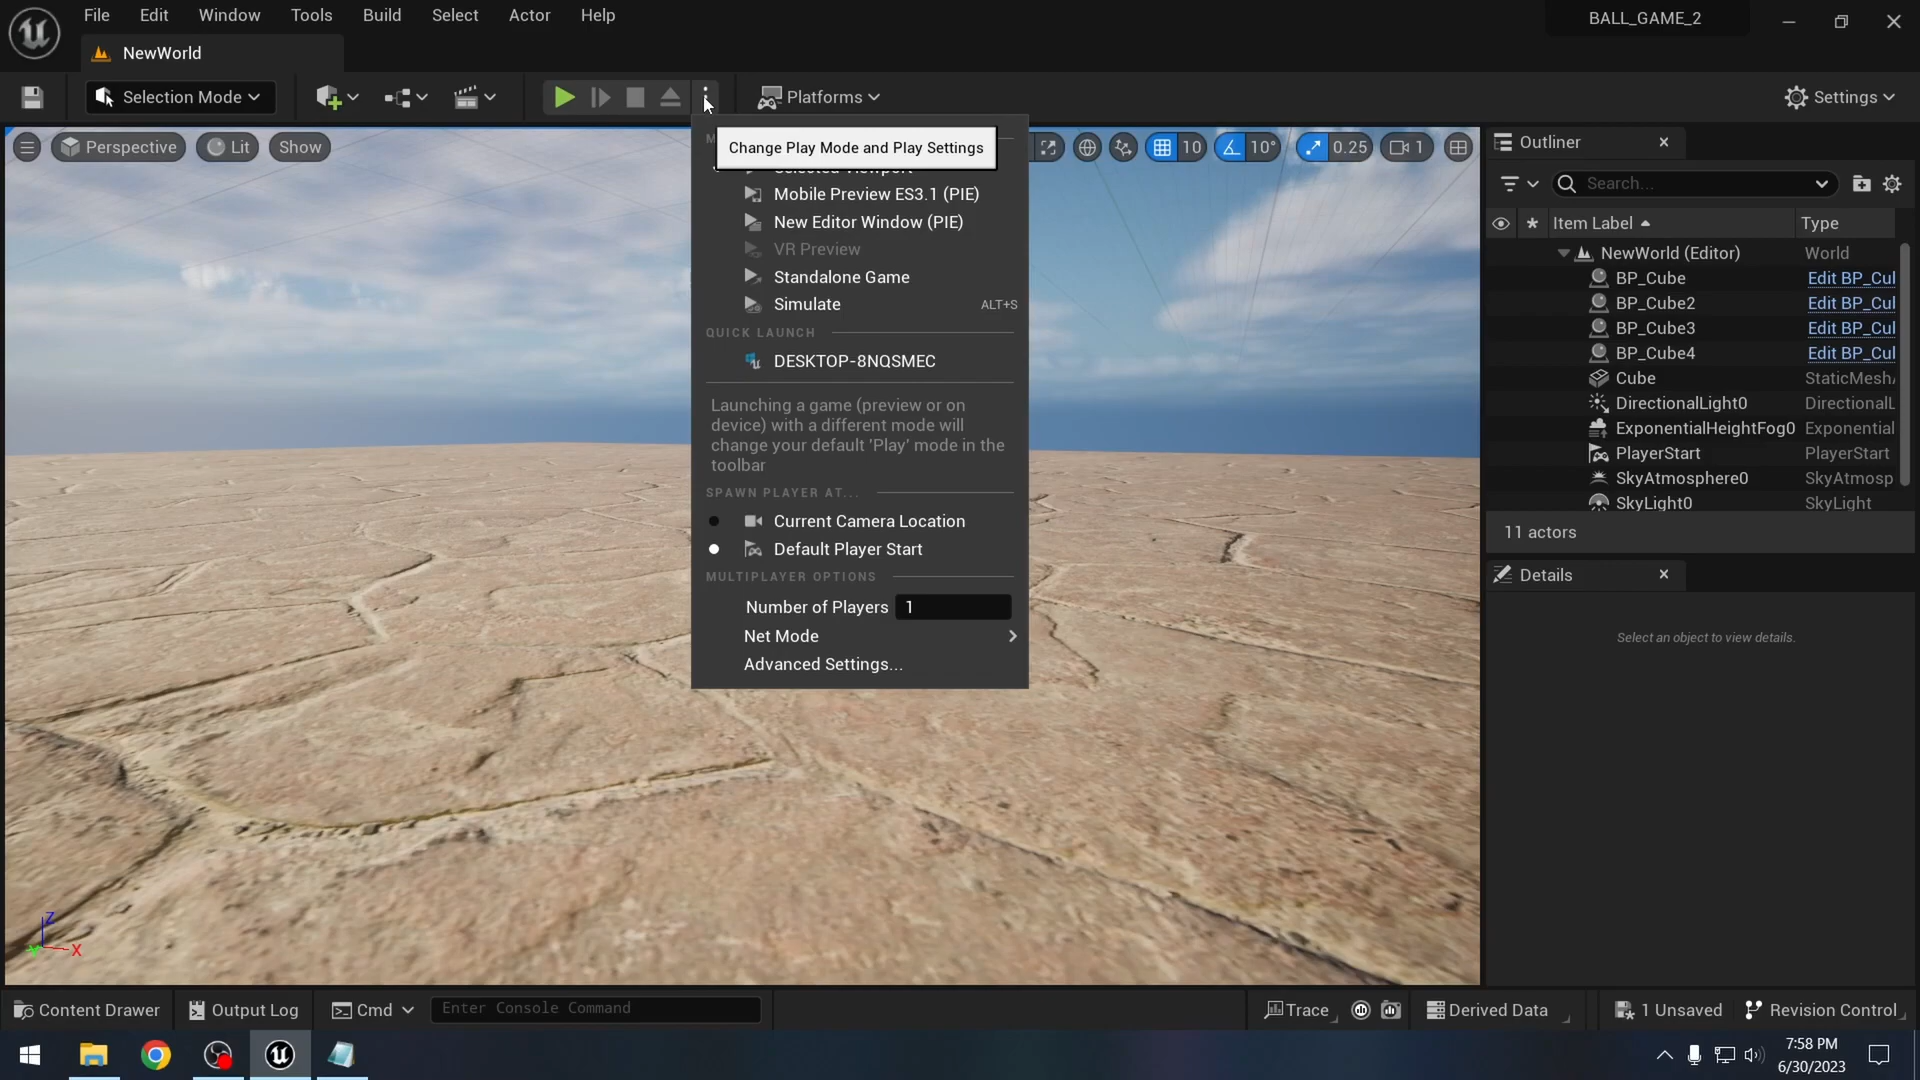 File Edit Window Tools Build Select Actor Help
BALL_GAME_2
NewWorld
Selection Mode
Platforms
Settings
Perspective
Lit
Show
Change Play Mode and Play Settings
10
10°
0.25
1
Selected Viewport
Mobile Preview ES3.1 (PIE)
New Editor Window (PIE)
VR Preview
Standalone Game
Simulate ALT+S
QUICK LAUNCH
DESKTOP-8NQSMEC
Launching a game (preview or on
device) with a different mode will
change your default 'Play' mode in the
toolbar
SPAWN PLAYER AT...
Current Camera Location
Default Player Start
MULTIPLAYER OPTIONS
Number of Players 1
Net Mode
Advanced Settings...
Outliner
Search...
Item Label Type
NewWorld (Editor) World
BP_Cube Edit BP_Cul
BP_Cube2 Edit BP_Cul
BP_Cube3 Edit BP_Cul
BP_Cube4 Edit BP_Cul
Cube StaticMesh
DirectionalLight0 DirectionalL
ExponentialHeightFog0 Exponential
PlayerStart PlayerStart
SkyAtmosphere0 SkyAtmosp
SkyLight0 SkyLight
11 actors
Details
Select an object to view details.
Z
X
Content Drawer
Output Log
Cmd
Enter Console Command
Trace
Derived Data
1 Unsaved
Revision Control
7:58 PM
6/30/2023